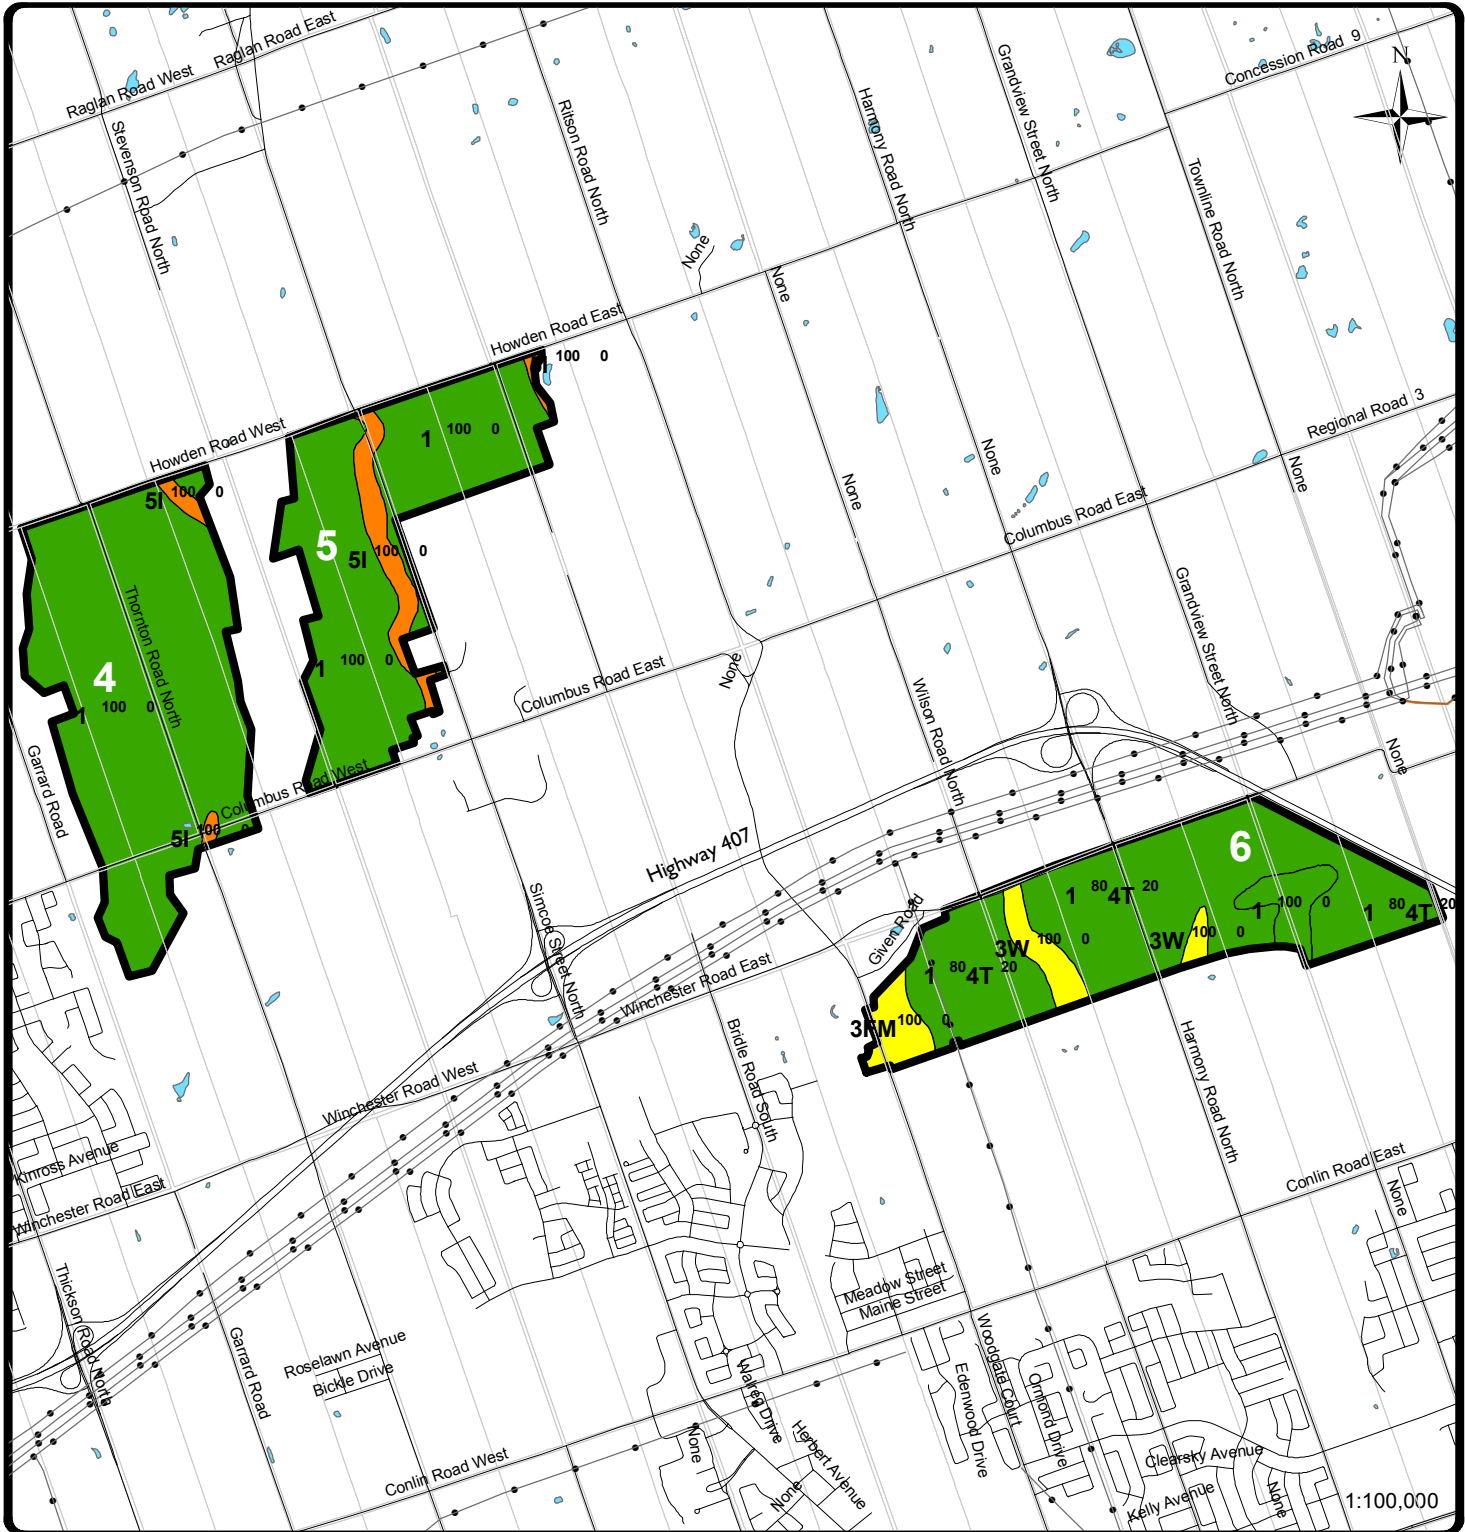 Raglan Road East
Raglan Road West
Concession Road 9
N
Stevenson Road North
Ritson Road North
Harmony Road North
Grandview Street North
Townline Road North
None
None
Howden Road East
100 0
Howden Road West
1 100 0
Regional Road 3
None
None
None
5I 100 0
5
5I 100 0
Columbus Road East
Thornton Road North
4
1 100 0
1 100 0
Columbus Road East
None
Grandview Street North
Wilson Road North
Garrard Road
Columbus Road West
5I 100 0
None
Highway 407
6
1 80 4T 20
1 100 0
1 80 4T 20
3W 100 0
3W 100 0
Given Road
1 80 4T 20
3FM 100 0
Simcoe Street North
Winchester Road East
Winchester Road West
Bridle Road South
Harmony Road North
Kinross Avenue
Winchester Road East
Conlin Road East
None
Meadow Street
Maine Street
Thickson Road North
Garrard Road
Roselawn Avenue
Bickle Drive
Walreg Drive
Woodgate Court
Edenwood Drive
Ormond Drive
Herbert Avenue
None
Conlin Road West
None
Clearsky Avenue
Kelly Avenue
None
1:100,000